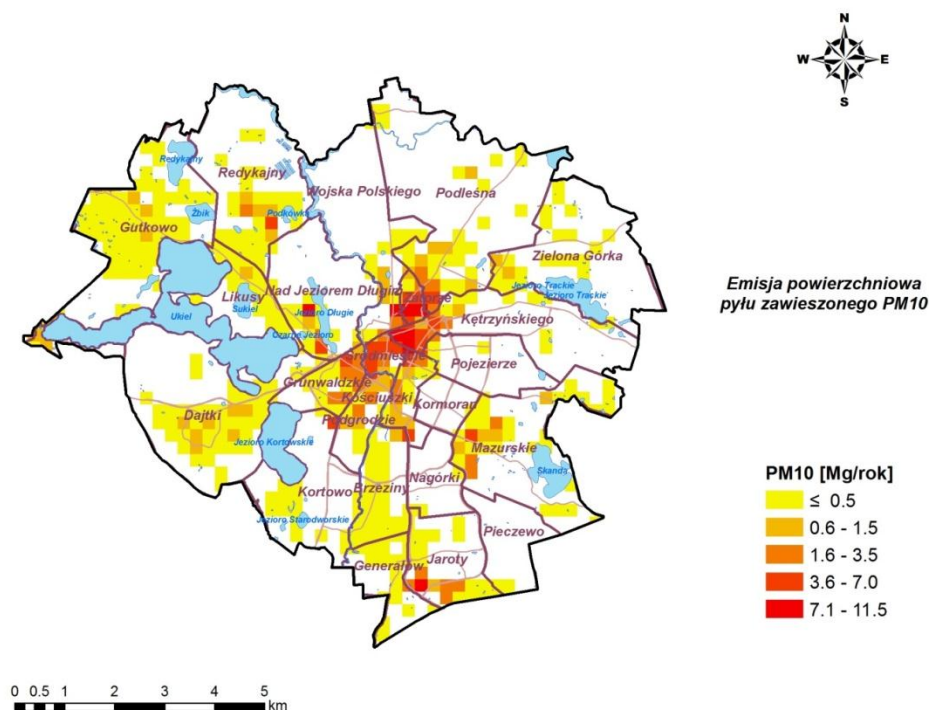 N
W E
S
Redykajny
Redykajny
Wojska Polskiego
Podleśna
Żbik
Podkówka
Gutkowo
Zielona Górka
Emisja powierzchniowa
pyłu zawieszonego PM10
Jezioro Trackie
Jezioro Trackie
Nad Jeziorem Długim
Likusy
Sukiel
Ukiel
Jezioro Długie
Zatorze
Kętrzyńskiego
Czarne Jezioro
Śródmieście
Pojezierze
Grunwaldzkie
Kościuszki
Kormoran
Dajtki
Podgrodzie
Jezioro Kortowskie
Mazurskie
Skanda
Nagórki
Kortowo
Brzeziny
Jezioro Starodworskie
Pieczewo
Generałów
Jaroty
PM10 [Mg/rok]
≤ 0.5
0.6 - 1.5
1.6 - 3.5
3.6 - 7.0
7.1 - 11.5
0 0.5 1 2 3 4 5
km